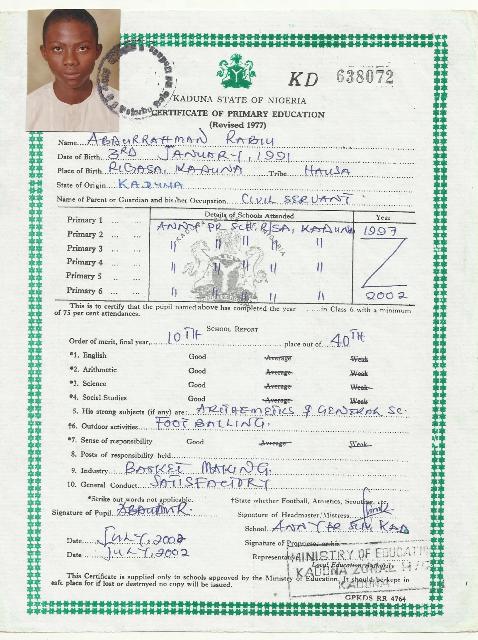 KD 638072
KADUNA STATE OF NIGERIA
CERTIFICATE OF PRIMARY EDUCATION
(Revised 1977)
Name ABDURRAHMAN RABIU
Date of Birth 3RD JANUARY, 1991
Place of Birth RIGASA, KADUNA Tribe HAUSA
State of Origin KADUNA
Name of Parent or Guardian and his/her Occupation CIVIL SERVANT
Details of Schools Attended Year
Primary 1
Primary 2 PR SCH R/SA, KADUNA 1997
Primary 3 " " " "
Primary 4
Primary 5 " " " "
Primary 6 " " " " 2002
This is to certify that the pupil named above has completed the year in Class 6 with a minimum
of 75 per cent attendances.
SCHOOL REPORT
Order of merit, final year, 10TH place out of 40TH
*1. English Good Average Weak
*2. Arithmetic Good Average Weak
*3. Science Good Average Weak
*4. Social Studies Good Average Weak
5. His strong subjects (if any) are: ARITHEMETICS & GENERAL SC.
†6. Outdoor activities FOOT BALLING.
*7. Sense of responsibility Good Average Weak
8. Posts of responsibility held
9. Industry BASKET MAKING.
10. General Conduct SATISFACTORY
*Strike out words not applicable. †State whether Football, Athletics, Scouting, etc.
Signature of Pupil Signature of Headmaster/Mistress
School
Date JULY, 2002 Signature of Proprietor or his
Date JULY, 2002 Representative
Local Education Authority
MINISTRY OF EDUCATION
KADUNA ZONAL
KADUNA
This Certificate is supplied only to schools approved by the Ministry of Education. It should be kept in
safe place for if lost or destroyed no copy will be issued.
GPKDS RR 4764